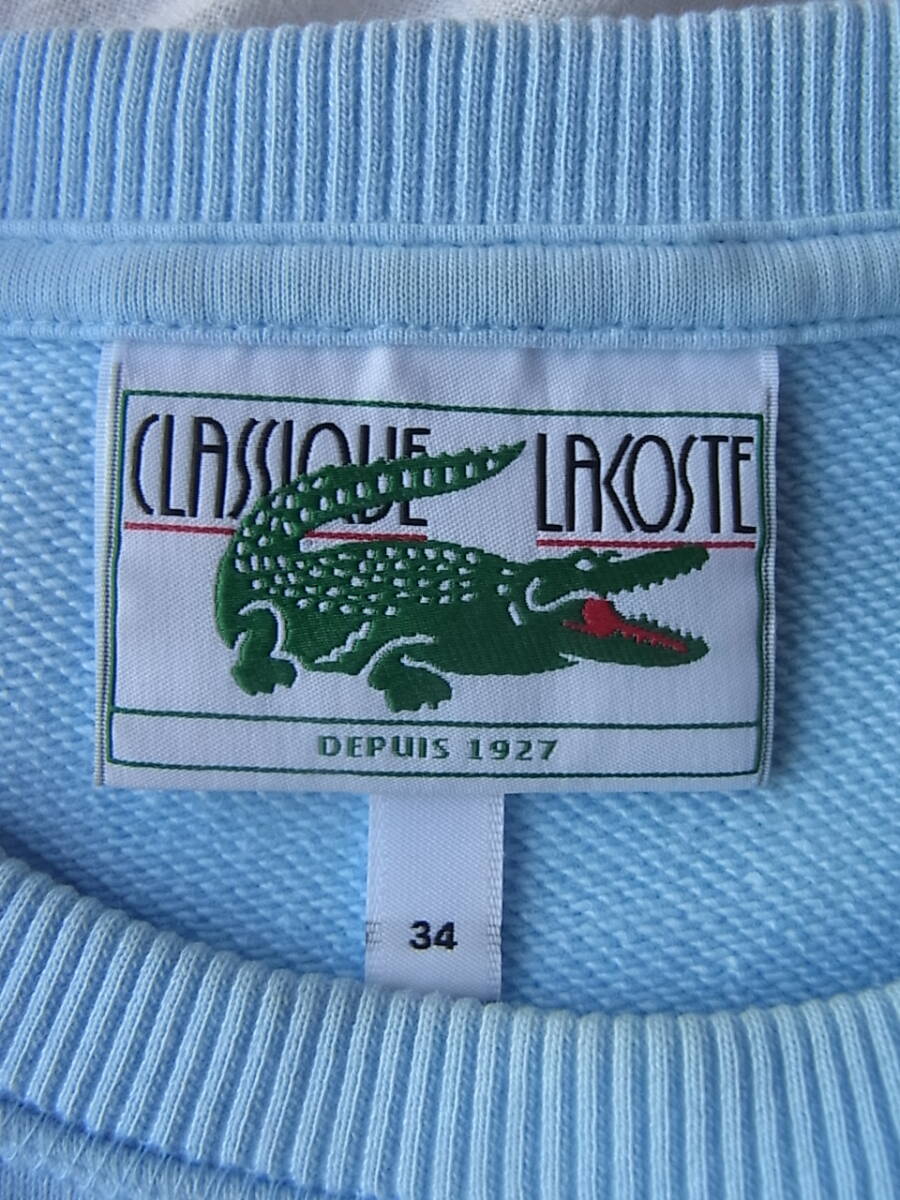 CLASSIQUE LACOSTE
DEPUIS 1927
34